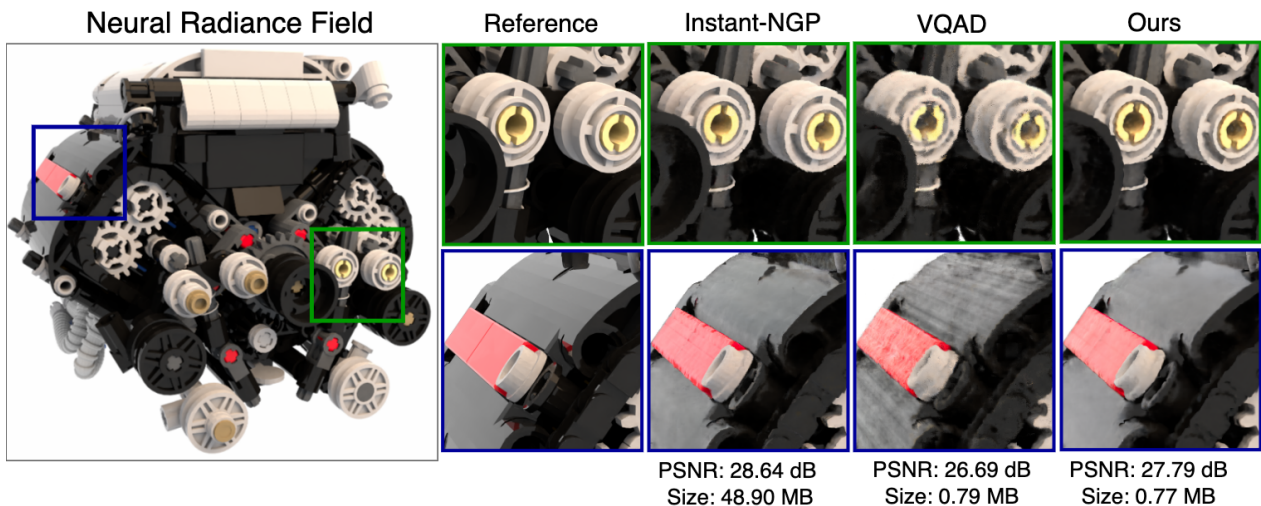 Neural Radiance Field
Reference
Instant-NGP
VQAD
Ours
PSNR: 28.64 dB
Size: 48.90 MB
PSNR: 26.69 dB
Size: 0.79 MB
PSNR: 27.79 dB
Size: 0.77 MB